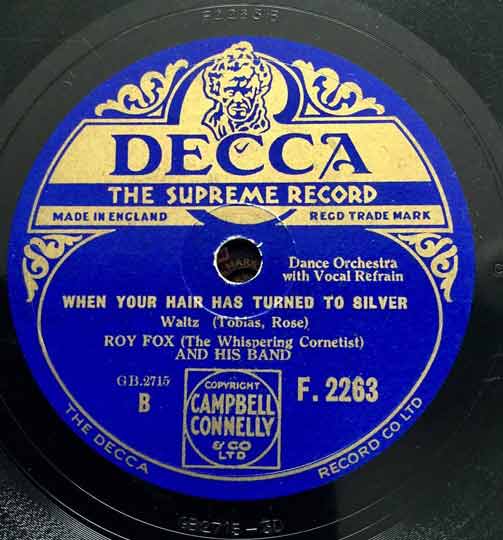 F2263 B
DECCA
THE SUPREME RECORD
MADE IN ENGLAND REGD TRADE MARK
Dance Orchestra
with Vocal Refrain
WHEN YOUR HAIR HAS TURNED TO SILVER
Waltz (Tobias, Rose)
ROY FOX (The Whispering Cornetist)
AND HIS BAND
GB.2715
B
COPYRIGHT
CAMPBELL
CONNELLY
& CO
LTD
F. 2263
THE DECCA RECORD CO LTD